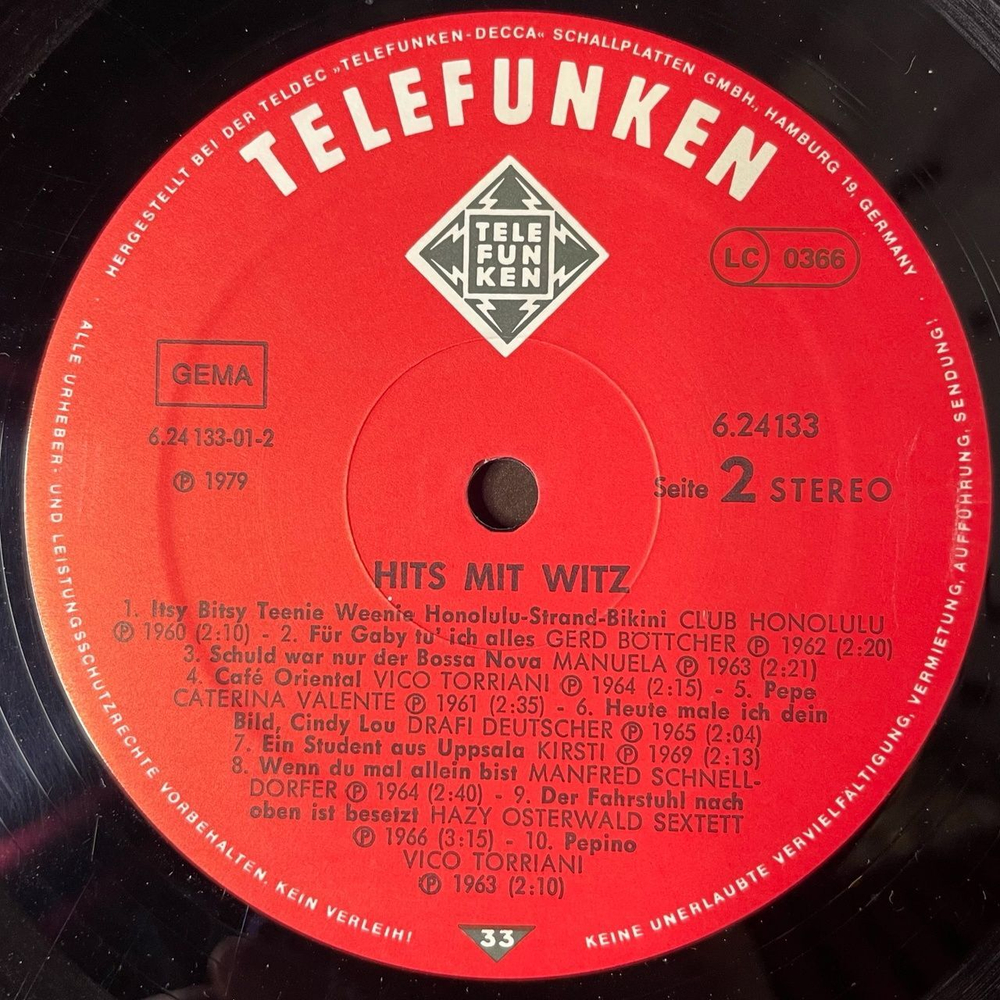 HERGESTELLT BEI DER TELDEC »TELEFUNKEN-DECCA« SCHALLPLATTEN GMBH., HAMBURG 19, GERMANY
TELEFUNKEN
TELE
FUN
KEN
LC 0366
GEMA
6.24133
6.24133-01-2
Seite 2 STEREO
℗ 1979
HITS MIT WITZ
1. Itsy Bitsy Teenie Weenie Honolulu-Strand-Bikini CLUB HONOLULU
℗ 1960 (2:10) - 2. Für Gaby tu' ich alles GERD BÖTTCHER ℗ 1962 (2:20)
3. Schuld war nur der Bossa Nova MANUELA ℗ 1963 (2:21)
4. Café Oriental VICO TORRIANI ℗ 1964 (2:15) - 5. Pepe
CATERINA VALENTE ℗ 1961 (2:35) - 6. Heute male ich dein
Bild, Cindy Lou DRAFI DEUTSCHER ℗ 1965 (2:04)
7. Ein Student aus Uppsala KIRSTI ℗ 1969 (2:13)
8. Wenn du mal allein bist MANFRED SCHNELL-
DORFER ℗ 1964 (2:40) - 9. Der Fahrstuhl nach
oben ist besetzt HAZY OSTERWALD SEXTETT
℗ 1966 (3:15) - 10. Pepino
VICO TORRIANI
℗ 1963 (2:10)
33
ALLE URHEBER- UND LEISTUNGSSCHUTZRECHTE VORBEHALTEN, KEIN VERLEIH!
KEINE UNERLAUBTE VERVIELFÄLTIGUNG, VERMIETUNG, AUFFÜHRUNG, SENDUNG!